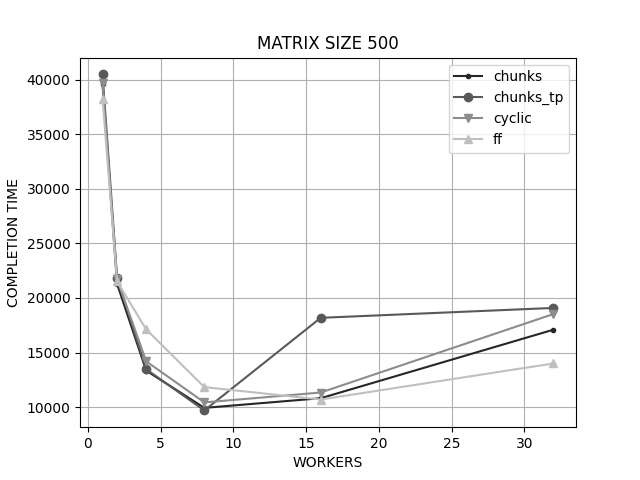 MATRIX SIZE 500
chunks
chunks_tp
cyclic
ff
COMPLETION TIME
40000
35000
30000
25000
20000
15000
10000
0 5 10 15 20 25 30
WORKERS